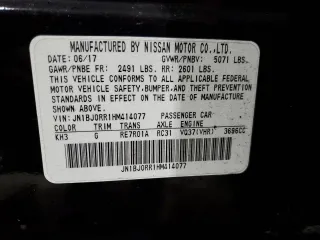 MANUFACTURED BY NISSAN MOTOR CO.,LTD.
DATE: 06/17 GVWR/PNBV: 5071 LBS.
GAWR/PNBE FR: 2491 LBS. RR: 2601 LBS.
THIS VEHICLE CONFORMS TO ALL APPLICABLE FEDERAL
MOTOR VEHICLE SAFETY,BUMPER,AND THEFT PREVENTION
STANDARDS IN EFFECT ON THE DATE OF MANUFACTURE
SHOWN ABOVE.
VIN: JN1BJ0RR1HM414077 PASSENGER CAR
COLOR TRIM TRANS AXLE ENGINE
KH3 G RE7R01A RC31 VQ37(VHR) 3696CC
JN1BJ0RR1HM414077